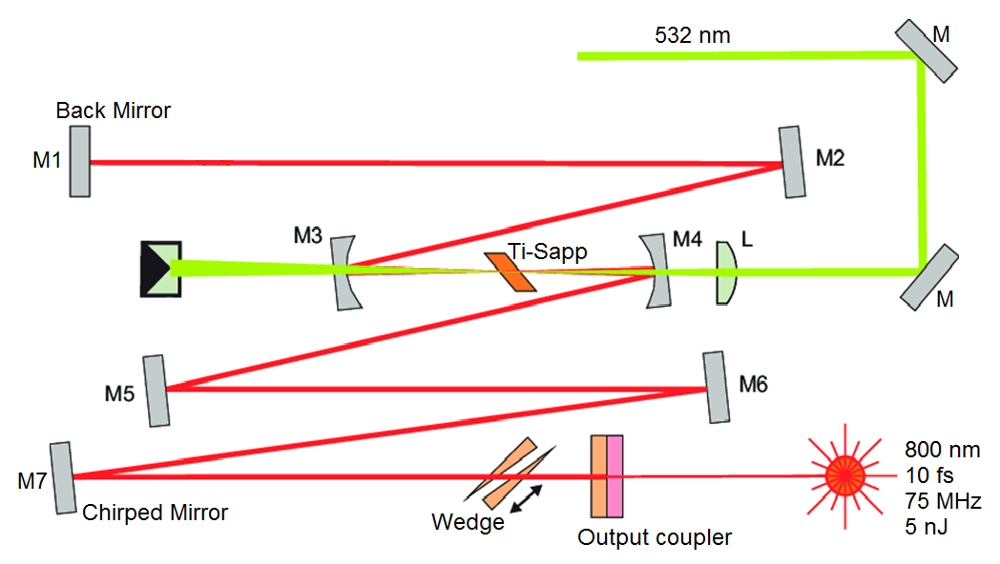 532 nm
M
Back Mirror
M1
M2
M3
Ti-Sapp
M4
L
M
M5
M6
M7
Chirped Mirror
Wedge
Output coupler
800 nm
10 fs
75 MHz
5 nJ